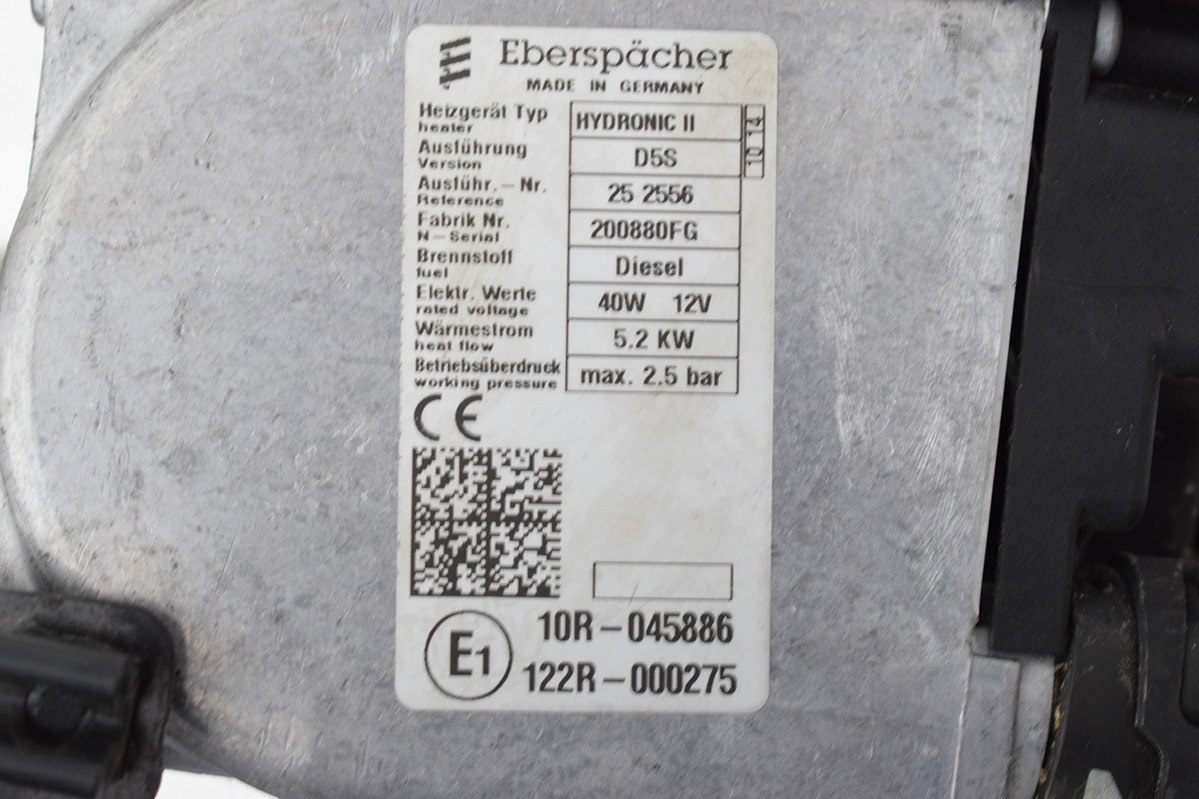 Eberspächer
MADE IN GERMANY
Heizgerät Typ
heater
HYDRONIC II
10 14
Ausführung
Version
D5S
Ausführ.-Nr.
Reference
25 2556
Fabrik Nr.
N-Serial
200880FG
Brennstoff
fuel
Diesel
Elektr. Werte
rated voltage
40W 12V
Wärmestrom
heat flow
5.2 KW
Betriebsüberdruck
working pressure
max. 2.5 bar
CE
E1
10R-045886
122R-000275